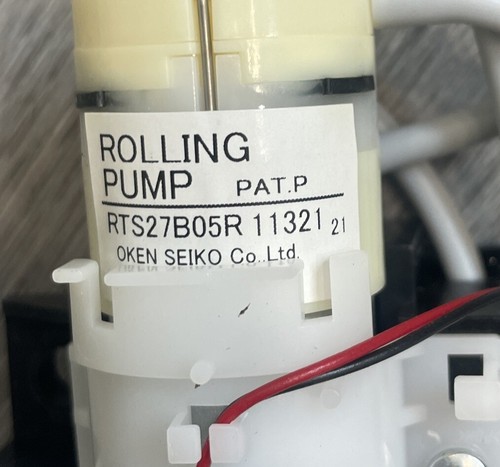 ROLLING
PUMP PAT.P
RTS27B05R 11321 21
OKEN SEIKO Co.,Ltd.